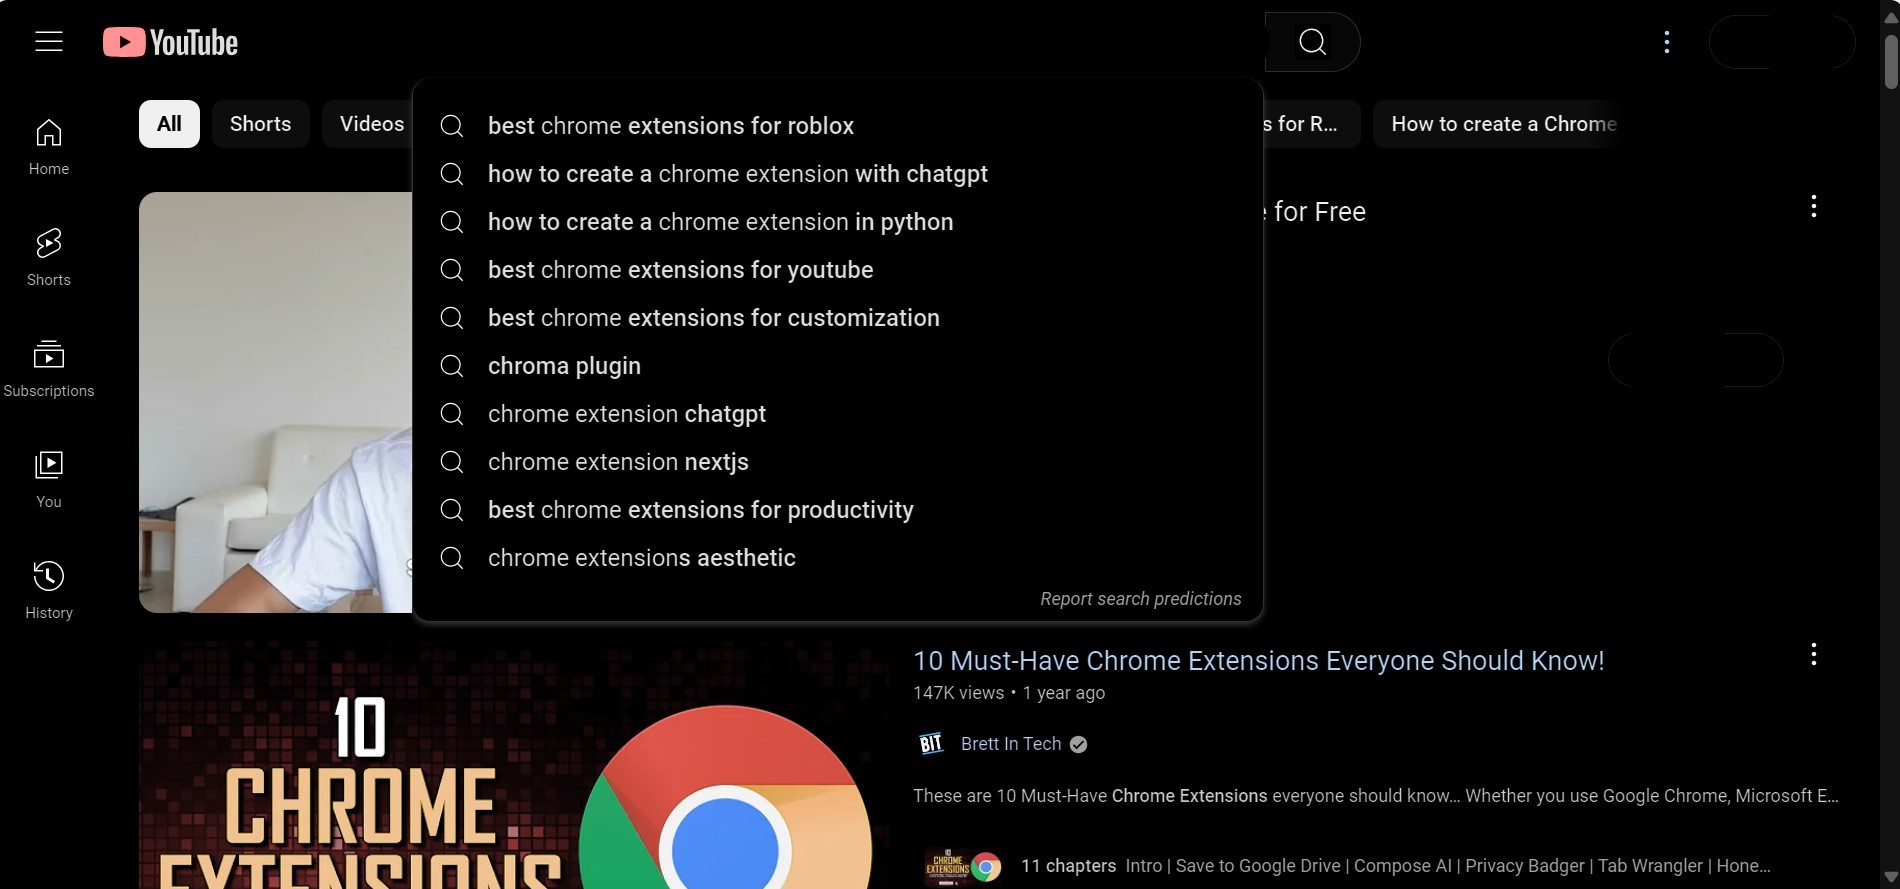 YouTube
All
Shorts
Videos
s for R...
How to create a Chrome
Home
Shorts
Subscriptions
You
History
best chrome extensions for roblox
how to create a chrome extension with chatgpt
how to create a chrome extension in python
best chrome extensions for youtube
best chrome extensions for customization
chroma plugin
chrome extension chatgpt
chrome extension nextjs
best chrome extensions for productivity
chrome extensions aesthetic
Report search predictions
for Free
10
CHROME
EXTENSIONS
10 Must-Have Chrome Extensions Everyone Should Know!
147K views • 1 year ago
BIT
Brett In Tech
These are 10 Must-Have Chrome Extensions everyone should know... Whether you use Google Chrome, Microsoft E...
10
CHROME
EXTENSIONS
11 chapters Intro | Save to Google Drive | Compose AI | Privacy Badger | Tab Wrangler | Hone...